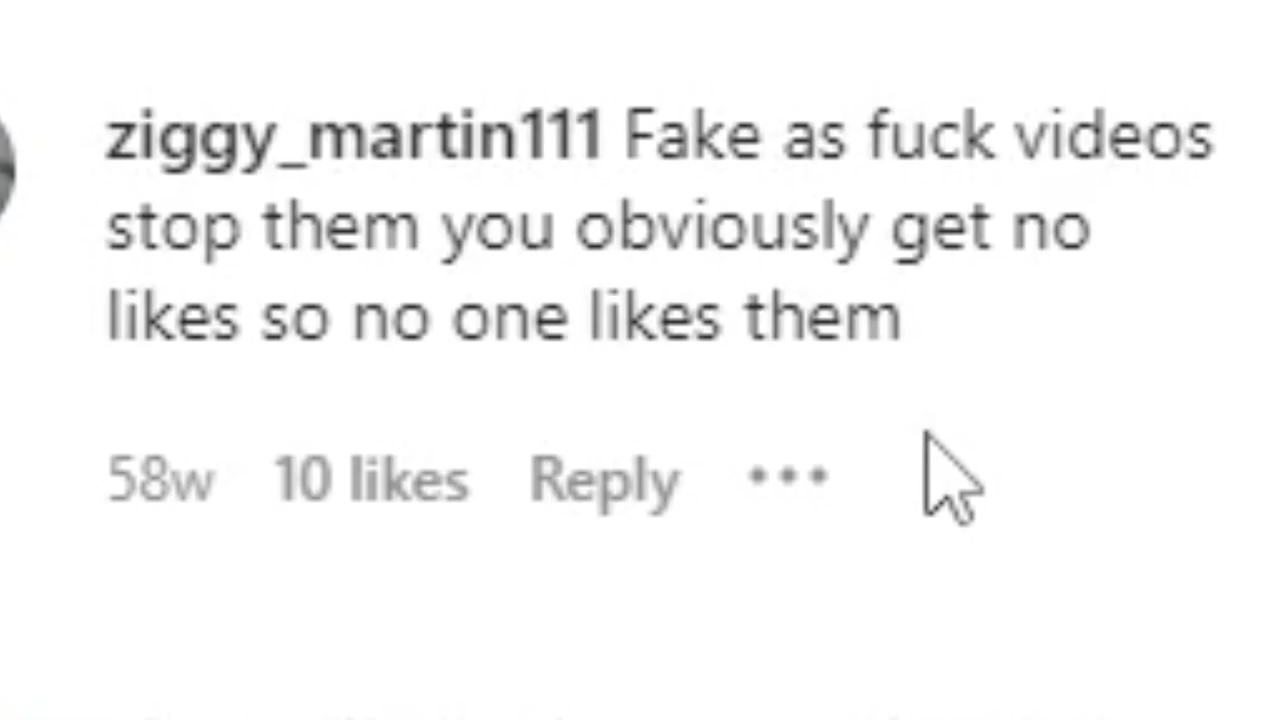 ziggy_martin111 Fake as fuck videos
stop them you obviously get no
likes so no one likes them
58w 10 likes Reply •••